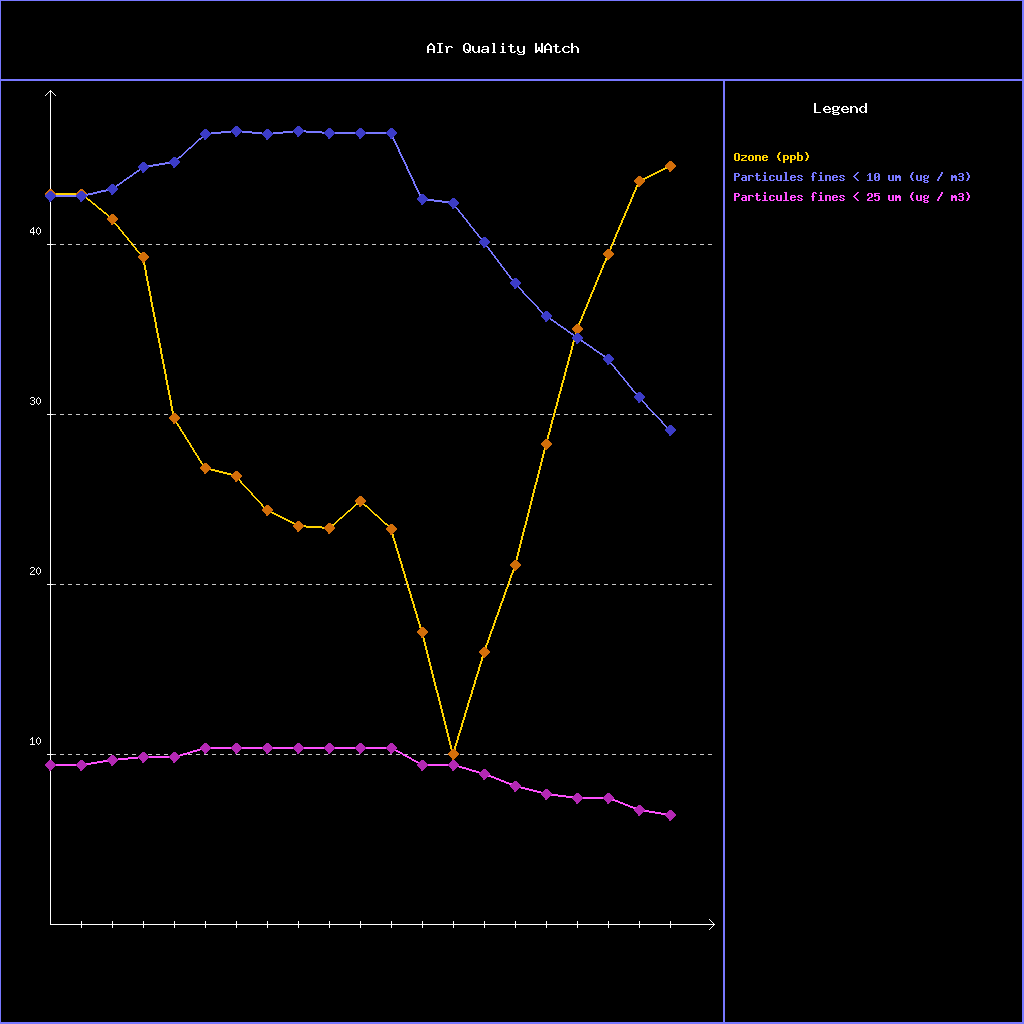 AIr Quality WAtch
Legend
Ozone (ppb)
Particules fines < 10 um (ug / m3)
Particules fines < 25 um (ug / m3)
40
30
20
10